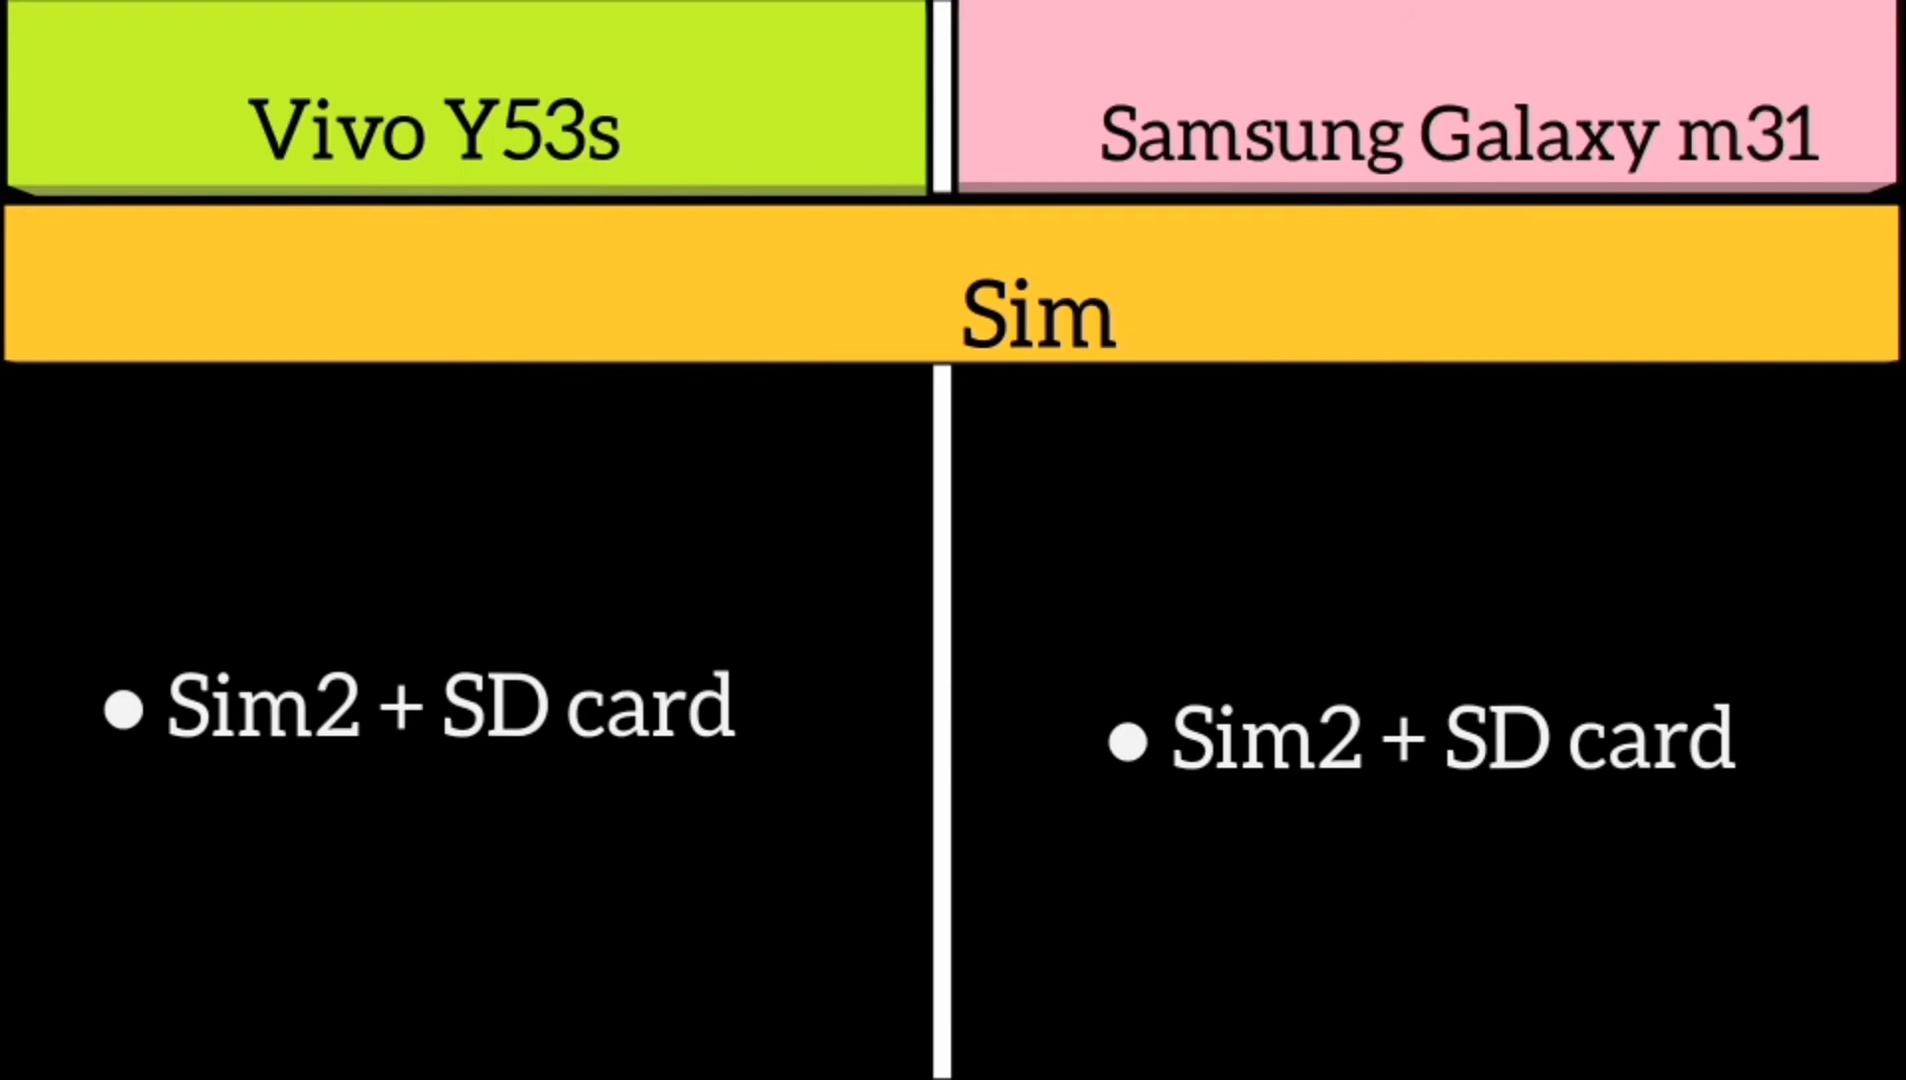 Vivo Y53s
Samsung Galaxy m31
Sim
● Sim2 + SD card
● Sim2 + SD card